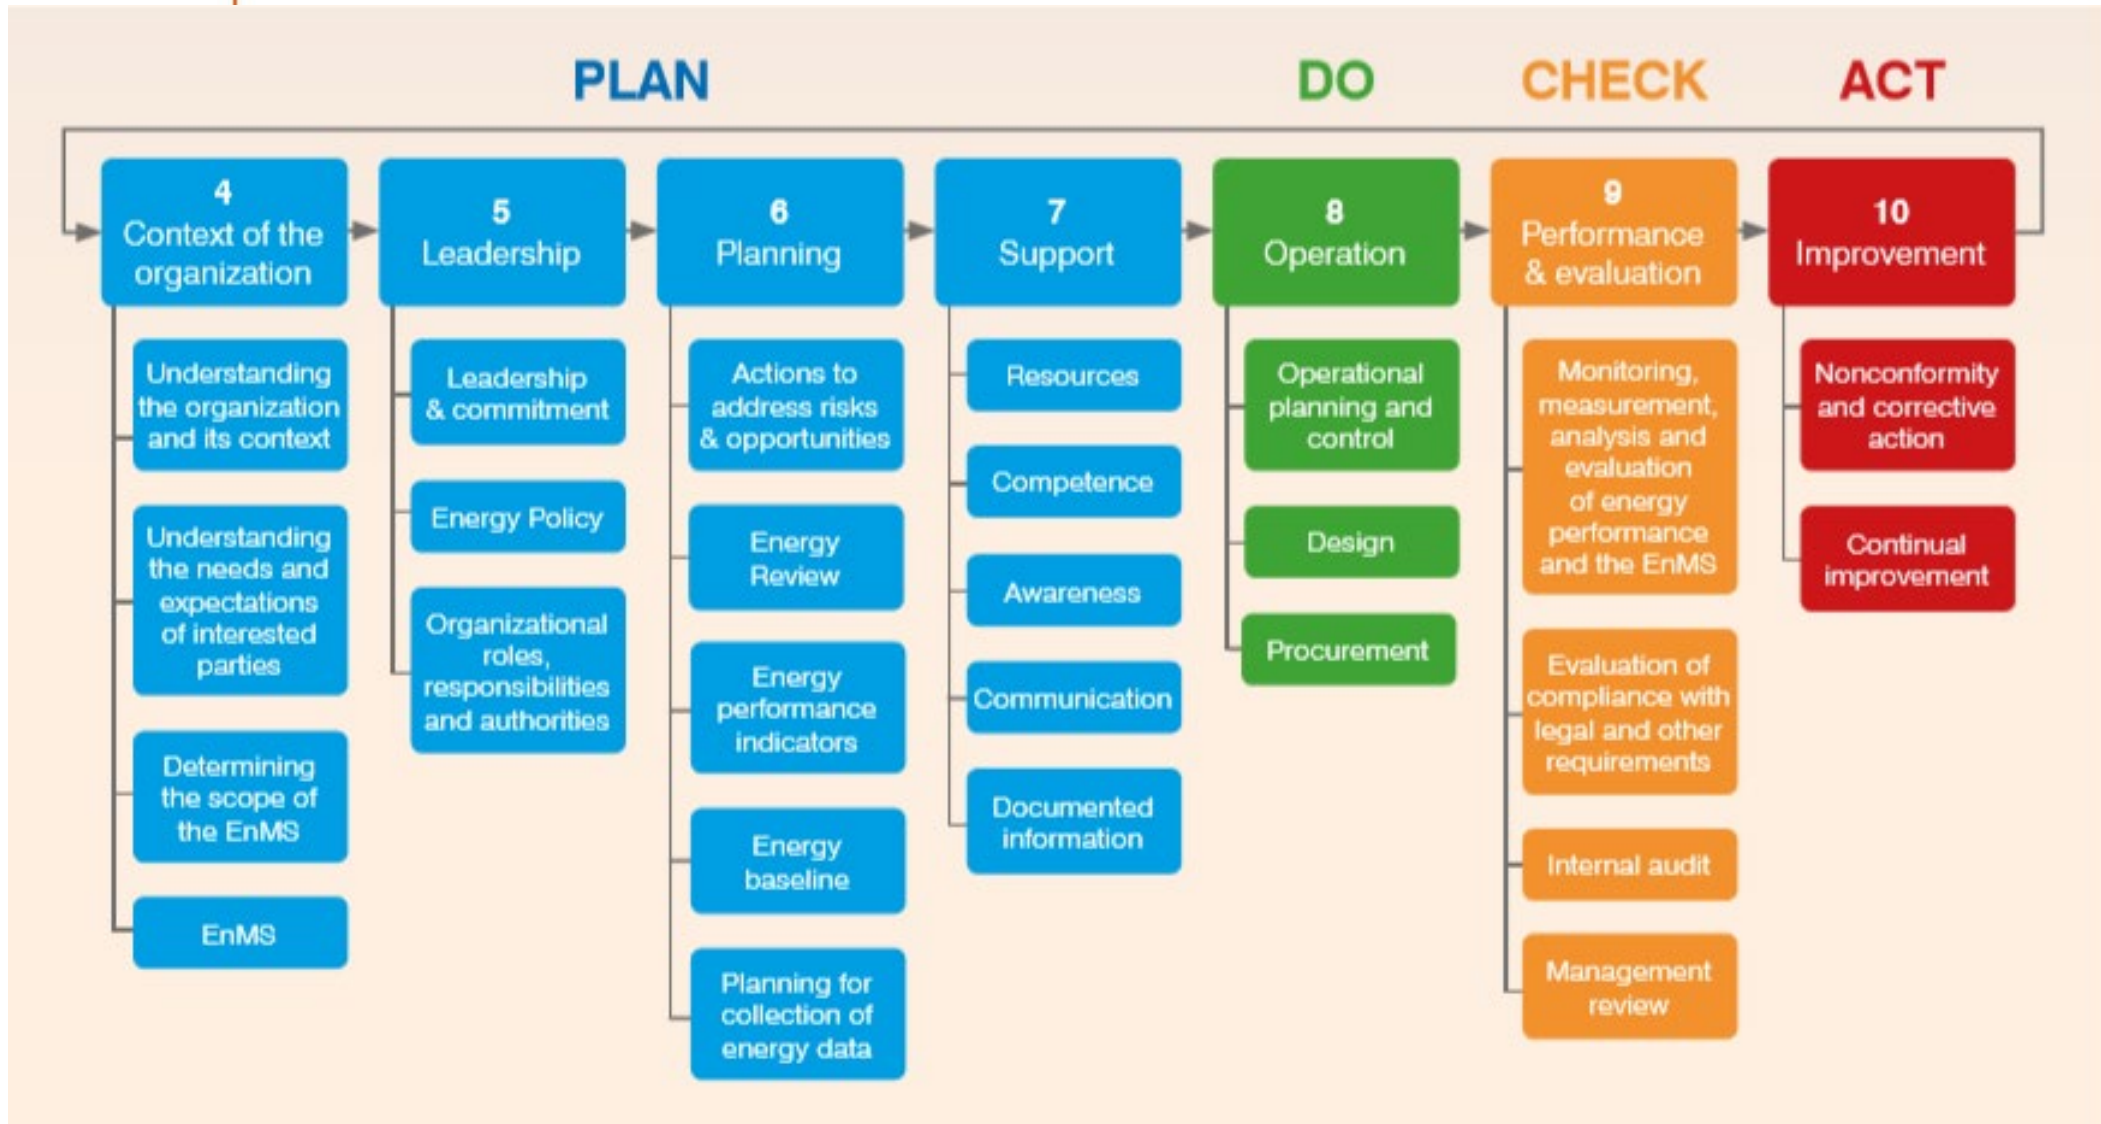 PLAN
DO
CHECK
ACT
4
Context of the
organization
5
Leadership
6
Planning
7
Support
8
Operation
9
Performance
& evaluation
10
Improvement
Understanding
the organization
and its context
Understanding
the needs and
expectations
of interested
parties
Determining
the scope of
the EnMS
EnMS
Leadership
& commitment
Energy Policy
Organizational
roles,
responsibilities
and authorities
Actions to
address risks
& opportunities
Energy
Review
Energy
performance
indicators
Energy
baseline
Planning for
collection of
energy data
Resources
Competence
Awareness
Communication
Documented
information
Operational
planning and
control
Design
Procurement
Monitoring,
measurement,
analysis and
evaluation
of energy
performance
and the EnMS
Evaluation of
compliance with
legal and other
requirements
Internal audit
Management
review
Nonconformity
and corrective
action
Continual
improvement